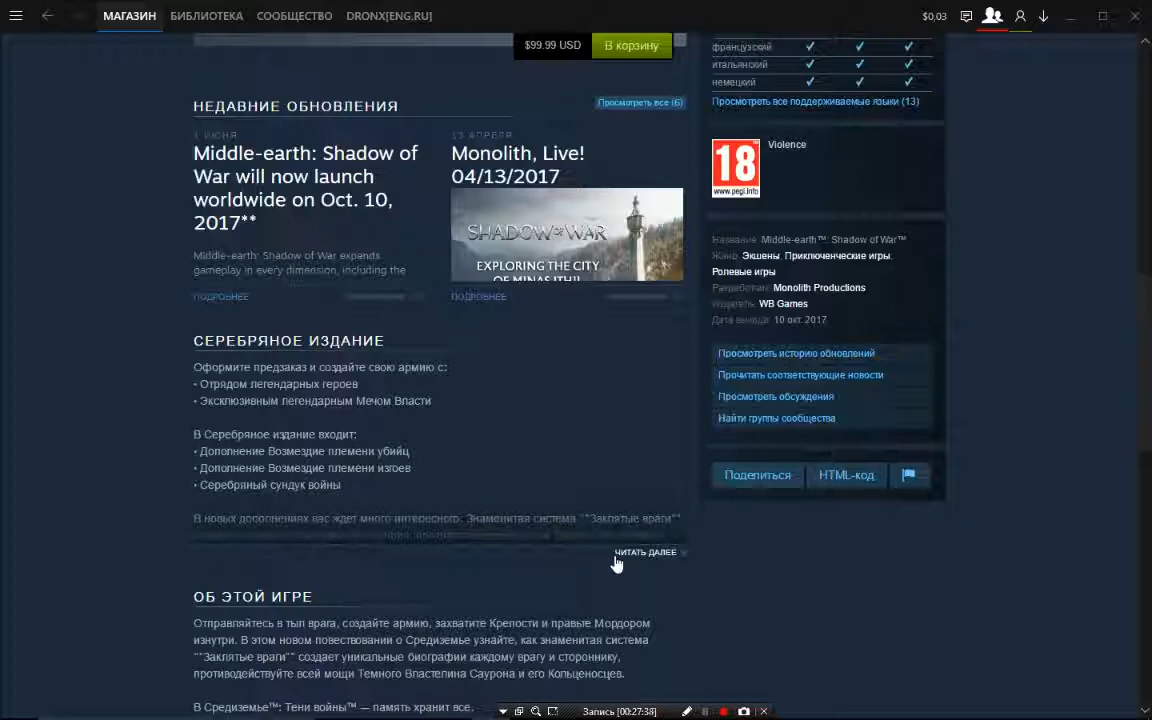 МАГАЗИН БИБЛИОТЕКА СООБЩЕСТВО DRONX[ENG.RU] $0,03
$99.99 USD В корзину
французский
итальянский
немецкий
Просмотреть все поддерживаемые языки (13)
НЕДАВНИЕ ОБНОВЛЕНИЯ Просмотреть все (6)
1 ИЮНЯ
Middle-earth: Shadow of
War will now launch
worldwide on Oct. 10,
2017**
Middle-earth: Shadow of War expands
gameplay in every dimension, including the
ПОДРОБНЕЕ
13 АПРЕЛЯ
Monolith, Live!
04/13/2017
SHADOW OF WAR
EXPLORING THE CITY
OF MINAS ITHIL
ПОДРОБНЕЕ
18
www.pegi.info
Violence
Название: Middle-earth™: Shadow of War™
Жанр: Экшены, Приключенческие игры,
Ролевые игры
Разработчик: Monolith Productions
Издатель: WB Games
Дата выхода: 10 окт. 2017
Просмотреть историю обновлений
Прочитать соответствующие новости
Просмотреть обсуждения
Найти группы сообщества
Поделиться HTML-код
СЕРЕБРЯНОЕ ИЗДАНИЕ
Оформите предзаказ и создайте свою армию с:
• Отрядом легендарных героев
• Эксклюзивным легендарным Мечом Власти
В Серебряное издание входит:
• Дополнение Возмездие племени убийц
• Дополнение Возмездие племени изгоев
• Серебряный сундук войны
В новых дополнениях вас ждет много интересного: Знаменитая система ""Заклятые враги""
ЧИТАТЬ ДАЛЕЕ
ОБ ЭТОЙ ИГРЕ
Отправляйтесь в тыл врага, создайте армию, захватите Крепости и правьте Мордором
изнутри. В этом новом повествовании о Средиземье узнайте, как знаменитая система
""Заклятые враги"" создает уникальные биографии каждому врагу и стороннику,
противодействуйте всей мощи Темного Властелина Саурона и его Кольценосцев.
В Средиземье™: Тени войны™ — память хранит все.
Запись [00:27:38]